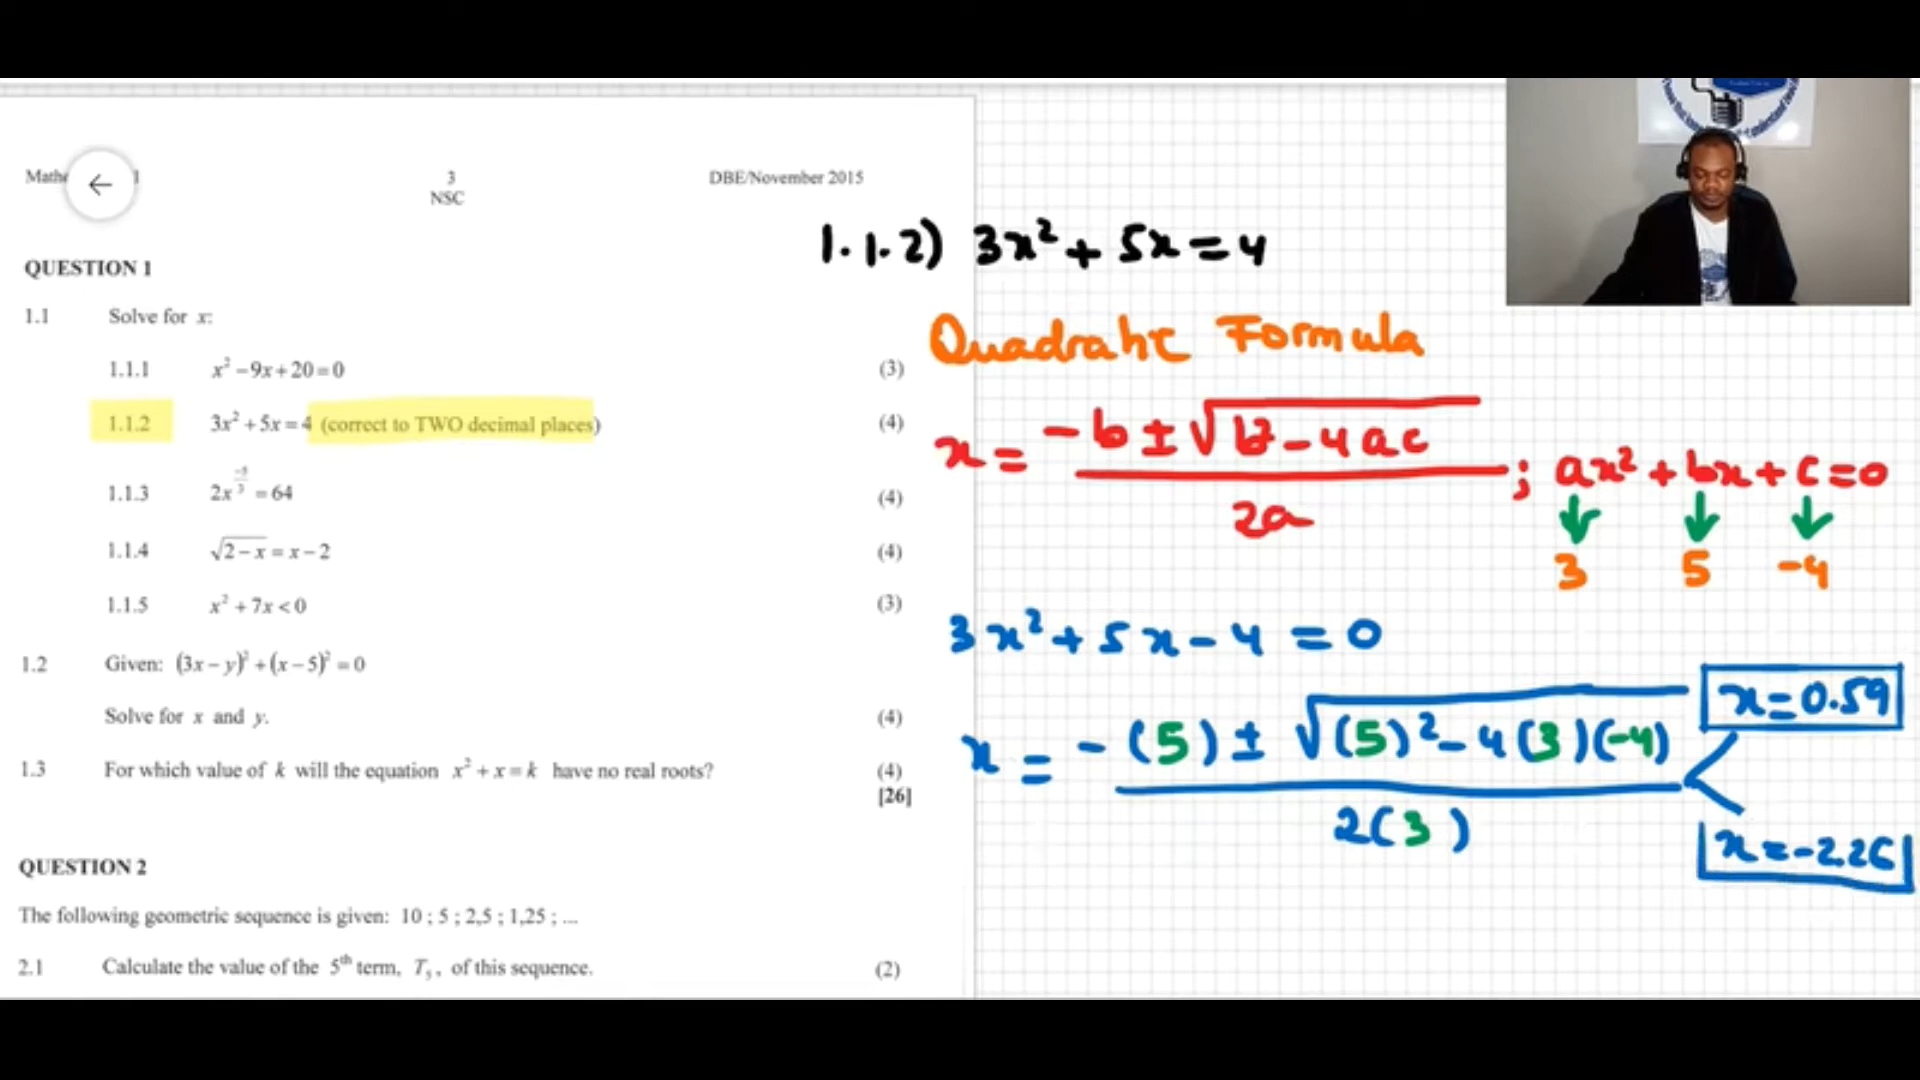 3
NSC
DBE/November 2015
QUESTION 1
1.1 Solve for x:
1.1.1 x² − 9x + 20 = 0 (3)
1.1.2 3x² + 5x = 4 (correct to TWO decimal places) (4)
1.1.3 2x^(−5/3) = 64 (4)
1.1.4 √(2 − x) = x − 2 (4)
1.1.5 x² + 7x < 0 (3)
1.2 Given: (3x − y)² + (x − 5)² = 0
Solve for x and y. (4)
1.3 For which value of k will the equation x² + x = k have no real roots? (4)
[26]
QUESTION 2
The following geometric sequence is given: 10 ; 5 ; 2,5 ; 1,25 ; ...
2.1 Calculate the value of the 5th term, T₅, of this sequence. (2)
1.1.2) 3x² + 5x = 4
Quadratic Formula
x = (−b ± √(b² − 4ac)) / 2a ; ax² + bx + c = 0
↓ ↓ ↓
3 5 −4
3x² + 5x − 4 = 0
x = (−(5) ± √((5)² − 4(3)(−4))) / 2(3)
x = 0.59
x = −2.26